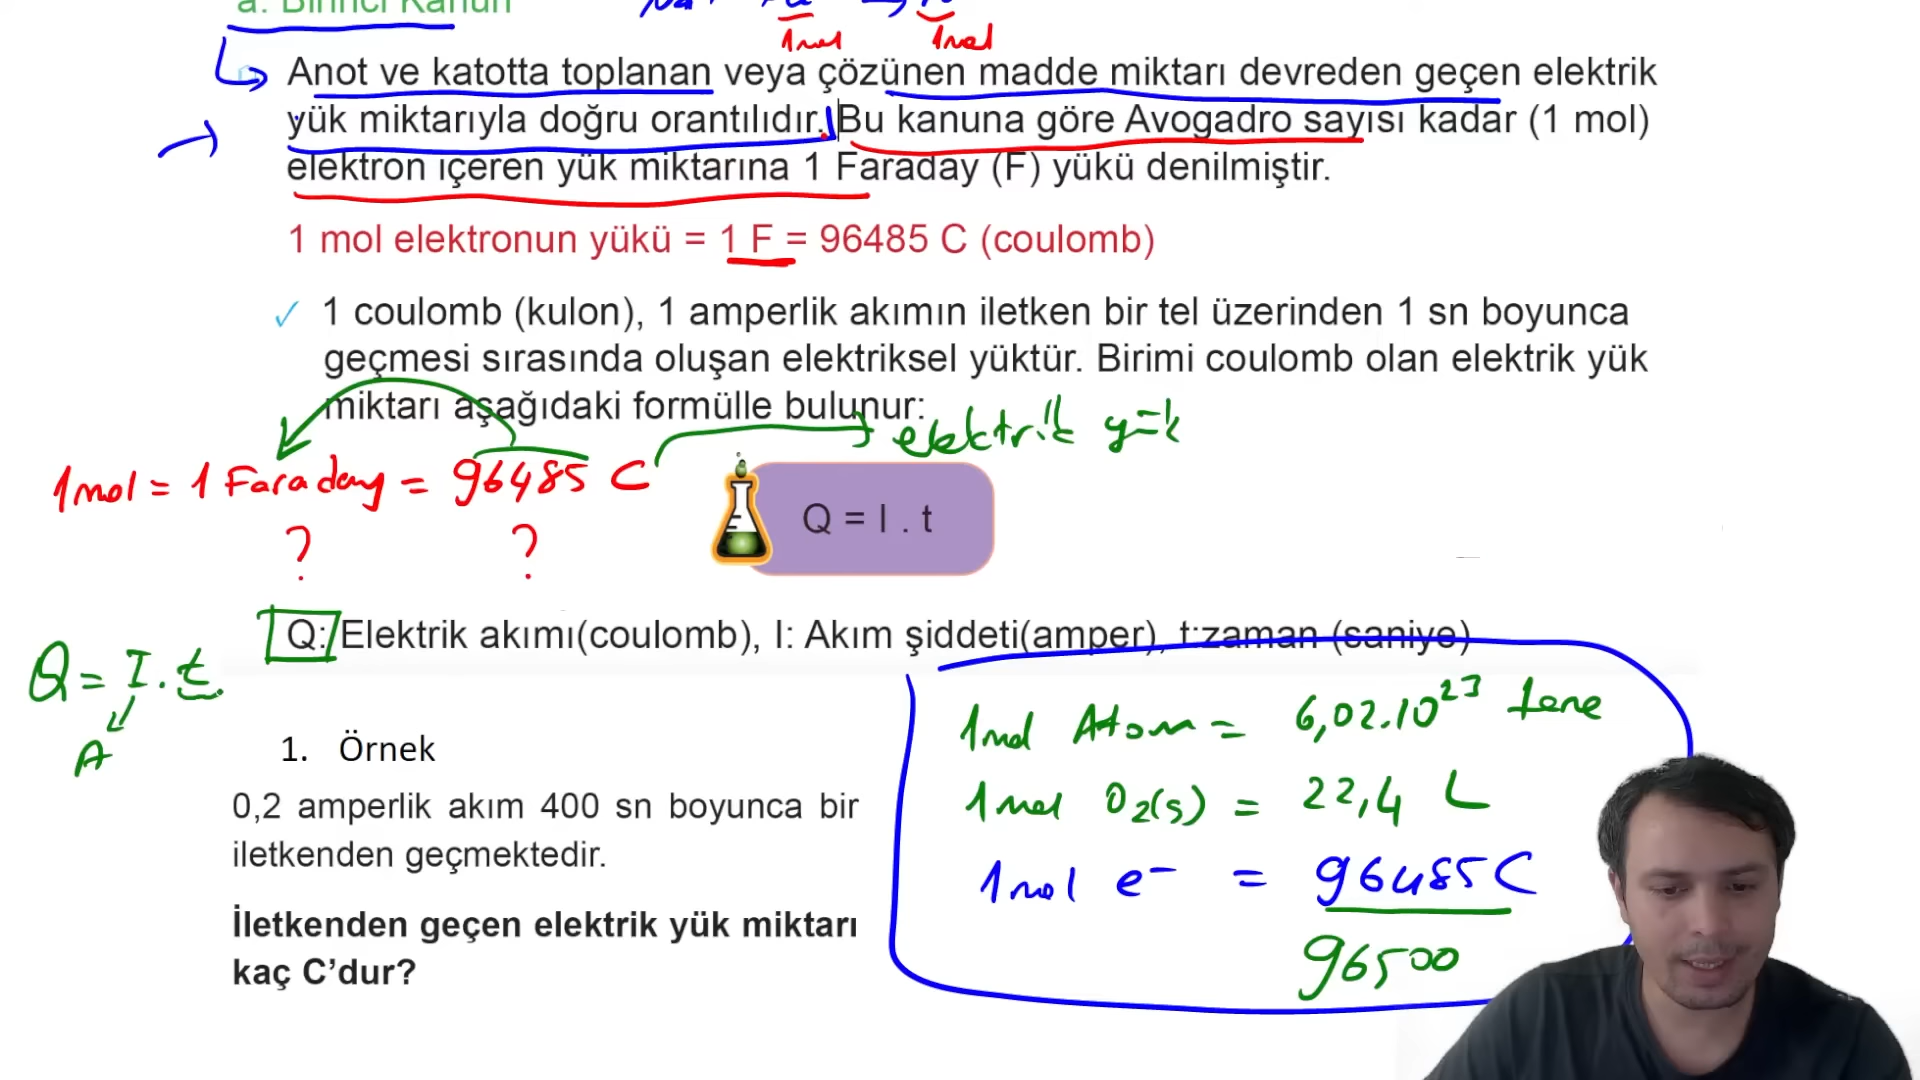 a. Birinci Kanun
1mol 1mol
Anot ve katotta toplanan veya çözünen madde miktarı devreden geçen elektrik
yük miktarıyla doğru orantılıdır. Bu kanuna göre Avogadro sayısı kadar (1 mol)
elektron içeren yük miktarına 1 Faraday (F) yükü denilmiştir.
1 mol elektronun yükü = 1 F = 96485 C (coulomb)
✓ 1 coulomb (kulon), 1 amperlik akımın iletken bir tel üzerinden 1 sn boyunca
geçmesi sırasında oluşan elektriksel yüktür. Birimi coulomb olan elektrik yük
miktarı aşağıdaki formülle bulunur:
elektrik yük
1mol = 1 Faraday = 96485 C
? ?
Q = I . t
Q: Elektrik akımı(coulomb), I: Akım şiddeti(amper), t:zaman (saniye)
Q = I . t.
A
1mol Atom = 6,02.10²³ tane
1mol O₂(s) = 22,4 L
1mol e⁻ = 96485C
96500
1. Örnek
0,2 amperlik akım 400 sn boyunca bir
iletkenden geçmektedir.
İletkenden geçen elektrik yük miktarı
kaç C’dur?